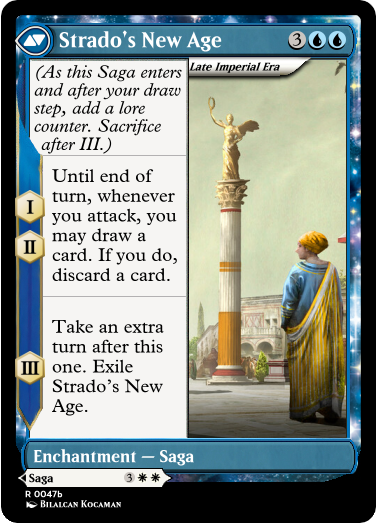 Strado's New Age 3
Late Imperial Era
(As this Saga enters
and after your draw
step, add a lore
counter. Sacrifice
after III.)
I
II
Until end of
turn, whenever
you attack, you
may draw a
card. If you do,
discard a card.
III
Take an extra
turn after this
one. Exile
Strado's New
Age.
Enchantment — Saga
Saga 3
R 0047b
Bilalcan Kocaman